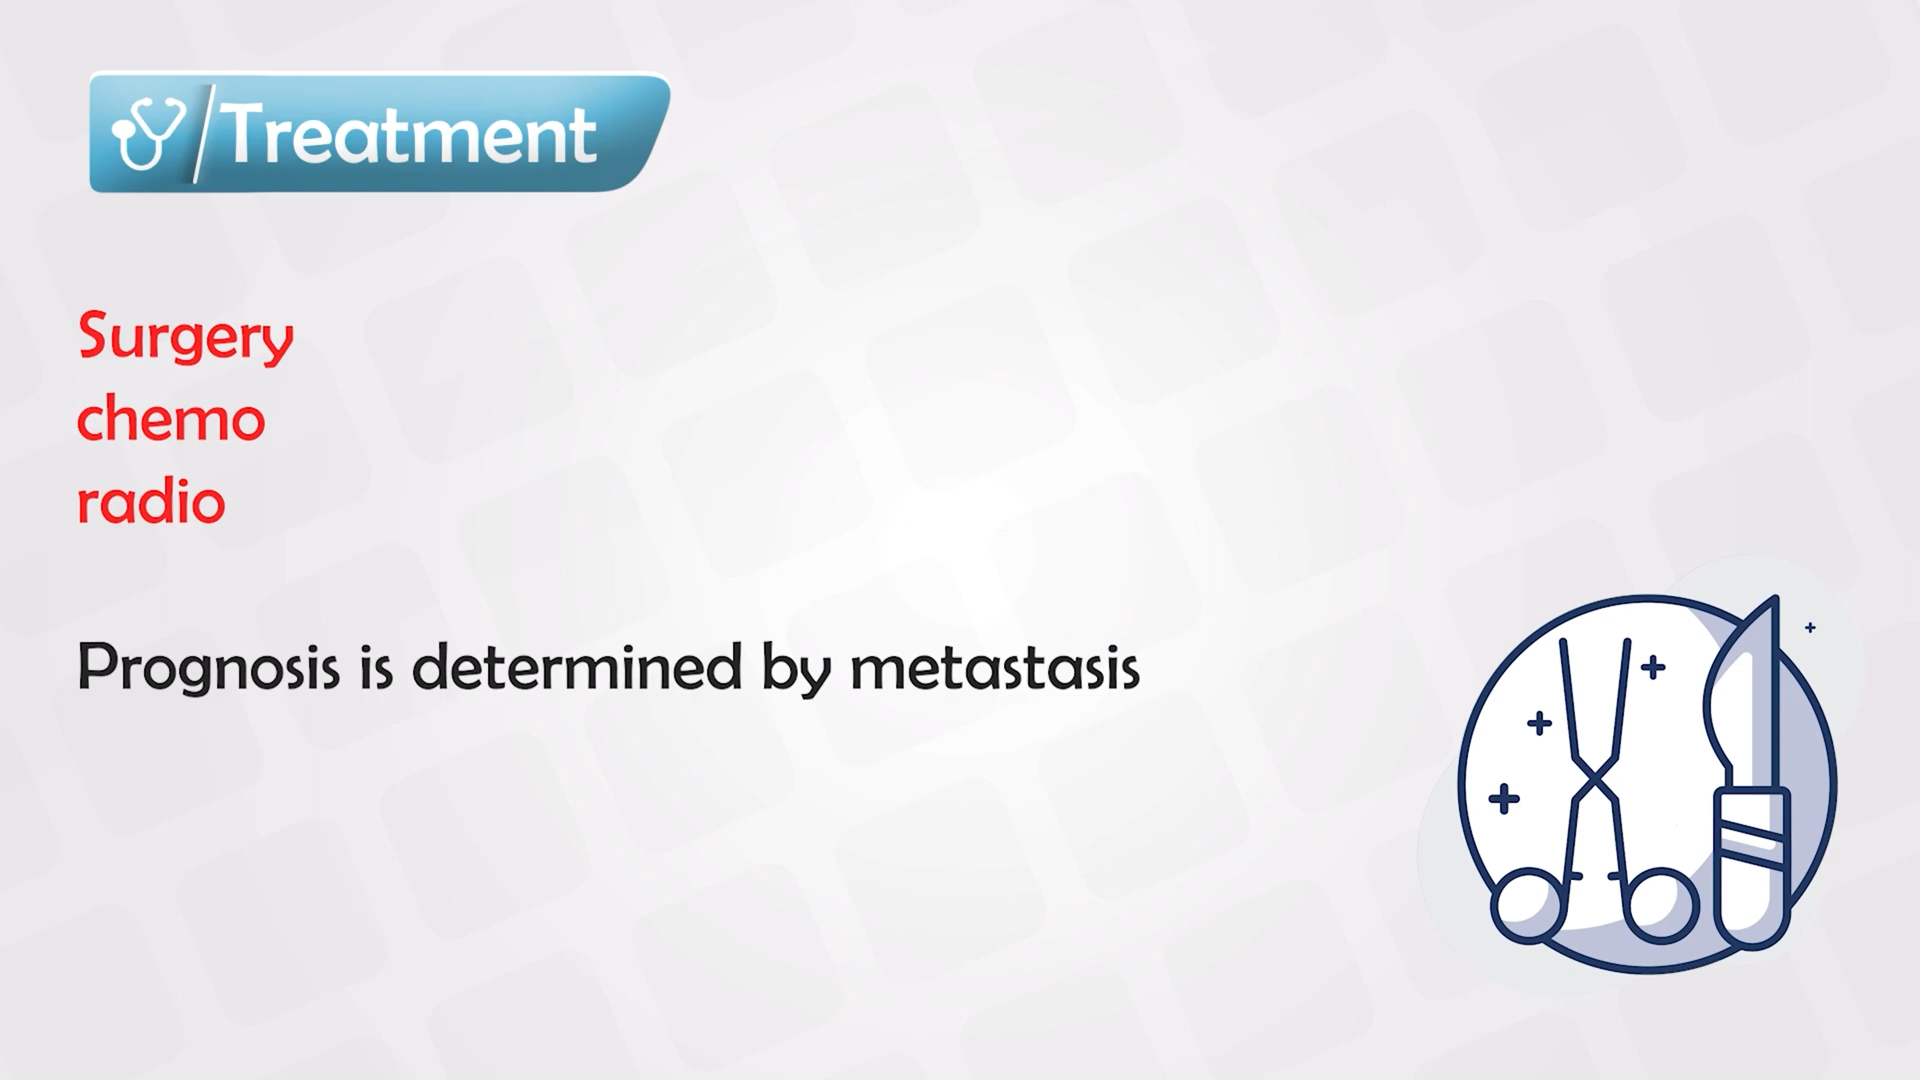 Treatment
Surgery
chemo
radio
Prognosis is determined by metastasis